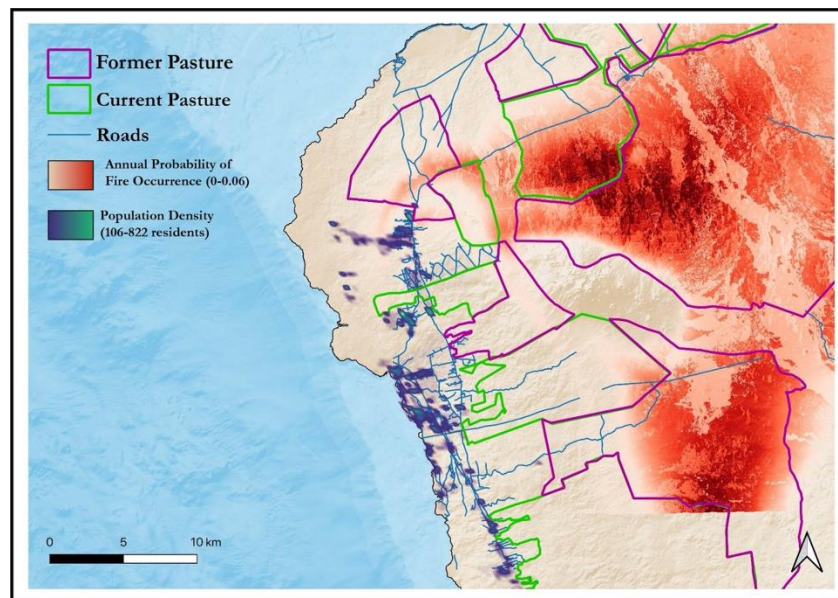 Former Pasture
Current Pasture
Roads
Annual Probability of
Fire Occurrence (0-0.06)
Population Density
(106-822 residents)
0 5 10 km